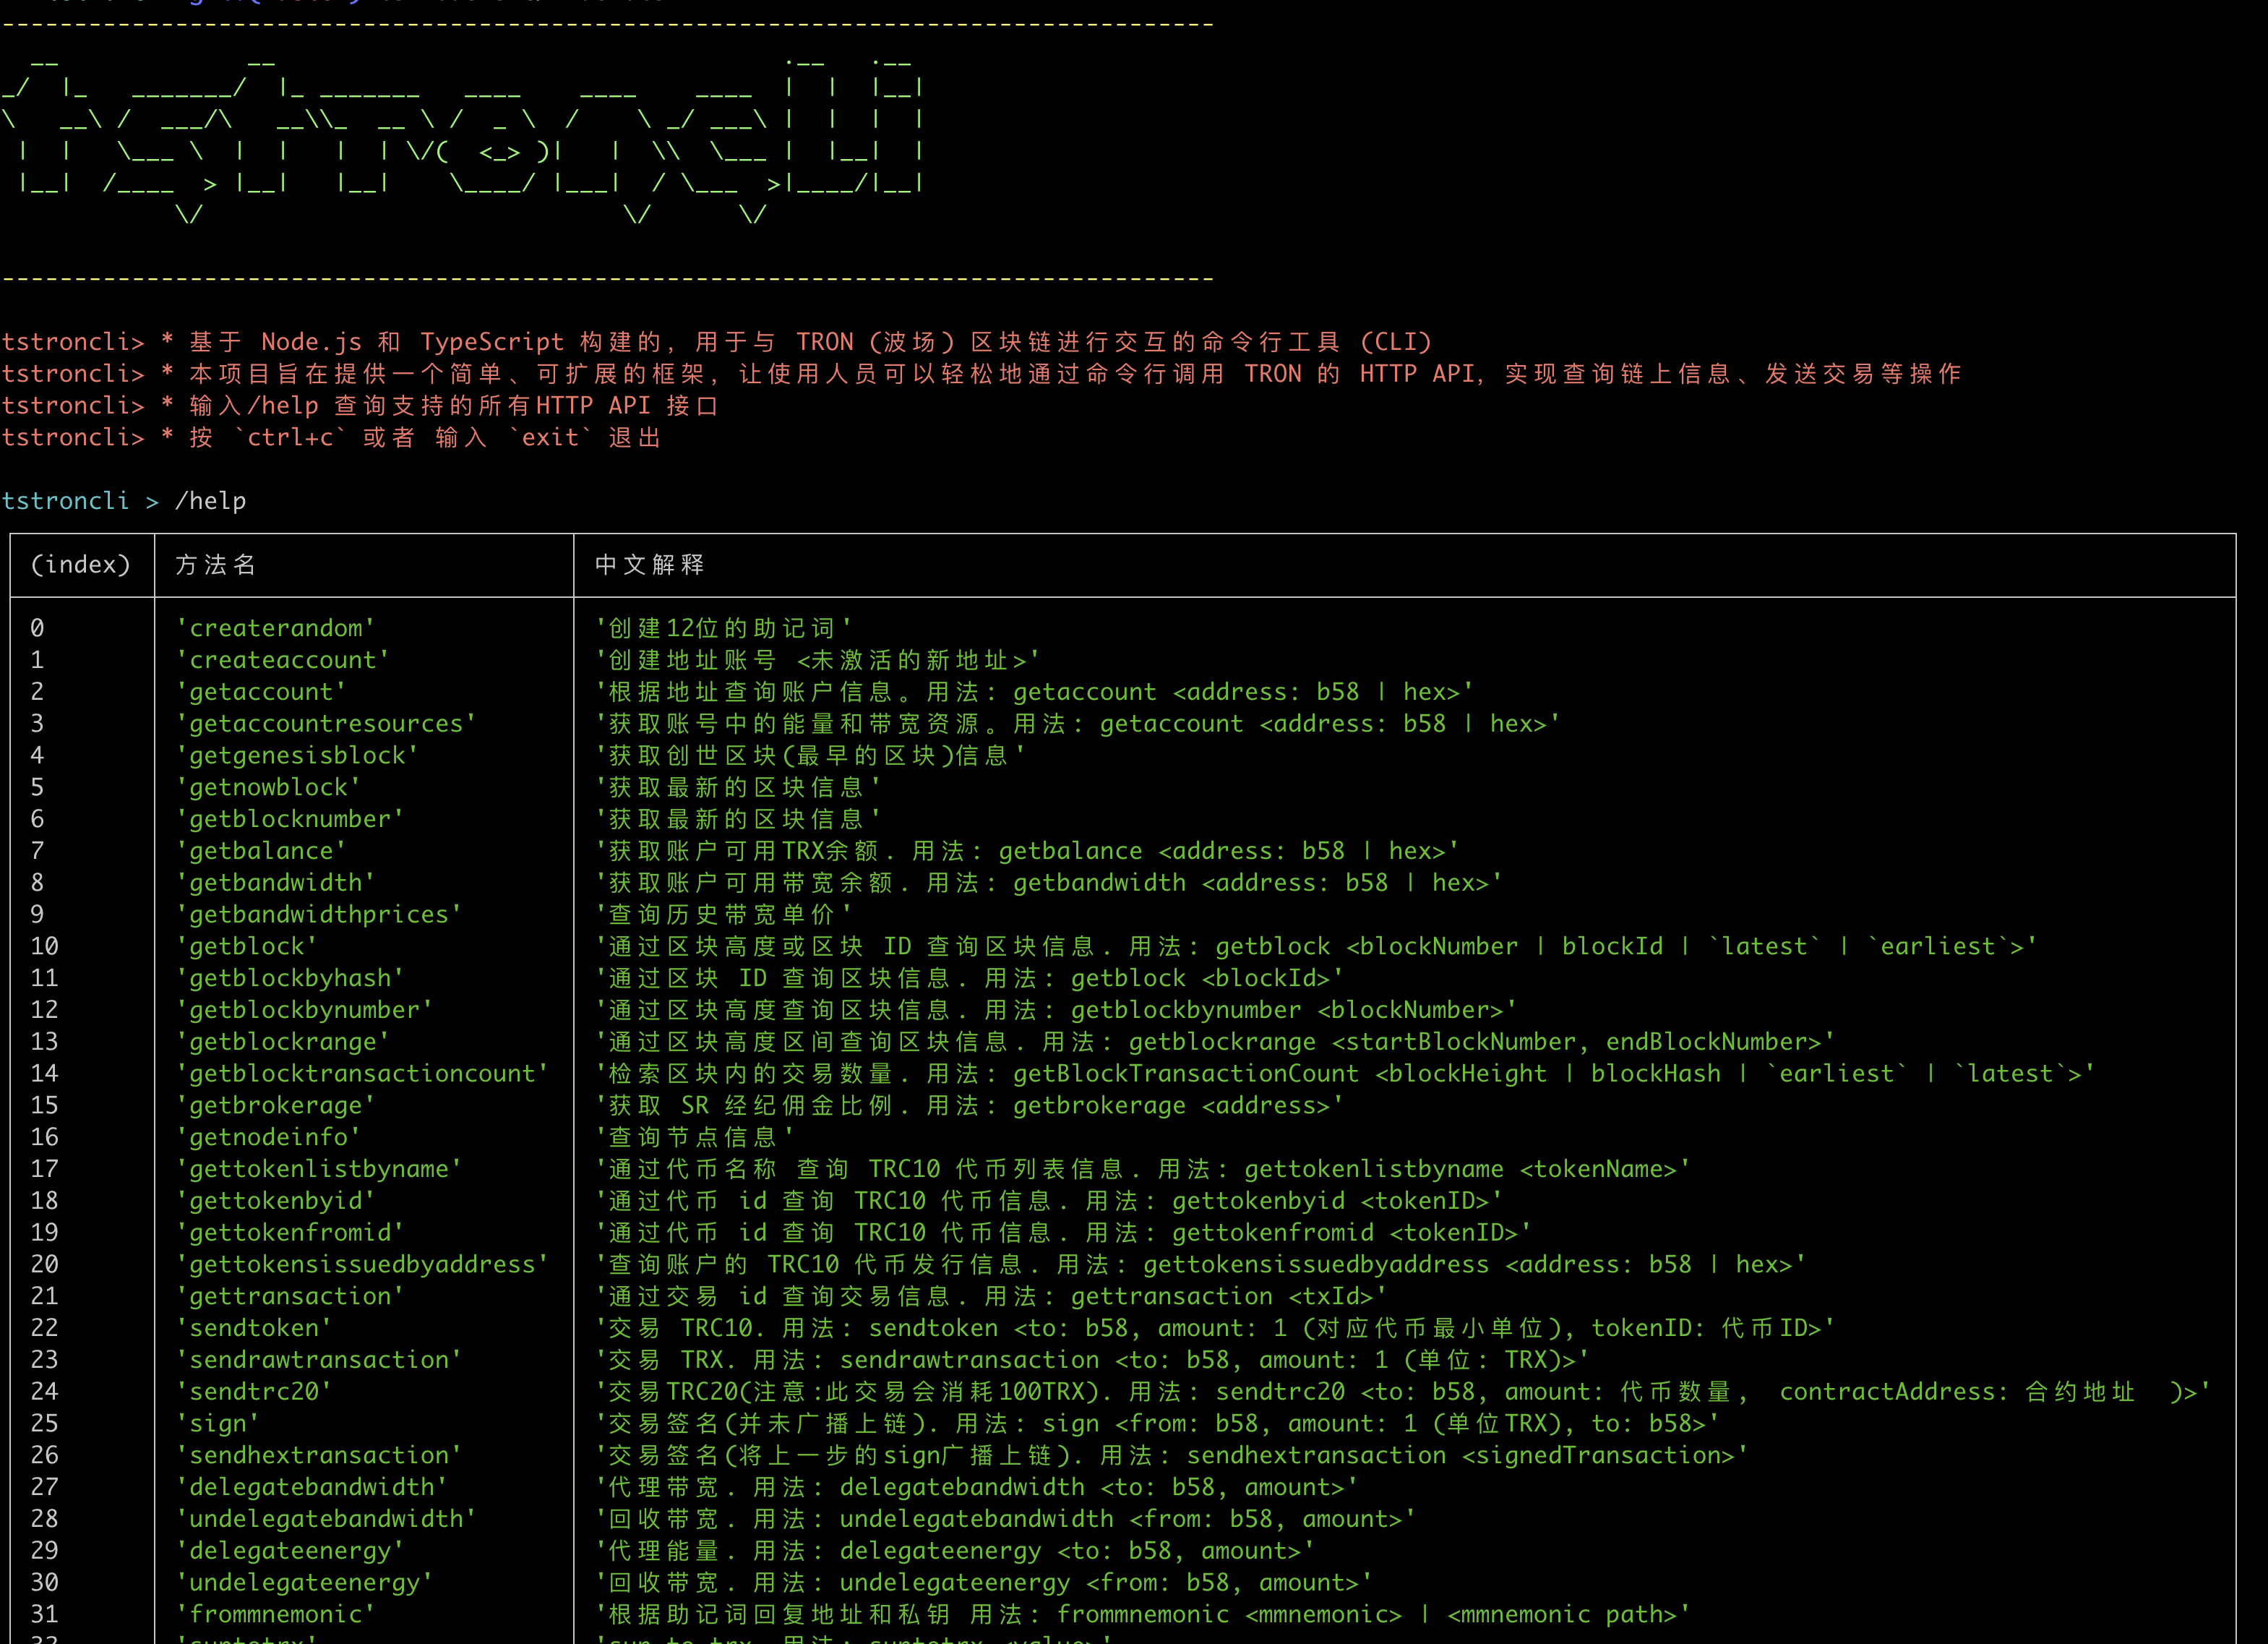 tstroncli
tstroncli> * 基于 Node.js 和 TypeScript 构建的, 用于与 TRON (波场) 区块链进行交互的命令行工具 (CLI)
tstroncli> * 本项目旨在提供一个简单、可扩展的框架, 让使用人员可以轻松地通过命令行调用 TRON 的 HTTP API, 实现查询链上信息、发送交易等操作
tstroncli> * 输入/help 查询支持的所有HTTP API 接口
tstroncli> * 按 `ctrl+c` 或者 输入 `exit` 退出
tstroncli > /help
(index) 方法名 中文解释
0 'createrandom' '创建12位的助记词'
1 'createaccount' '创建地址账号 <未激活的新地址>'
2 'getaccount' '根据地址查询账户信息。用法: getaccount <address: b58 | hex>'
3 'getaccountresources' '获取账号中的能量和带宽资源。用法: getaccount <address: b58 | hex>'
4 'getgenesisblock' '获取创世区块(最早的区块)信息'
5 'getnowblock' '获取最新的区块信息'
6 'getblocknumber' '获取最新的区块信息'
7 'getbalance' '获取账户可用TRX余额. 用法: getbalance <address: b58 | hex>'
8 'getbandwidth' '获取账户可用带宽余额. 用法: getbandwidth <address: b58 | hex>'
9 'getbandwidthprices' '查询历史带宽单价'
10 'getblock' '通过区块高度或区块 ID 查询区块信息. 用法: getblock <blockNumber | blockId | `latest` | `earliest`>'
11 'getblockbyhash' '通过区块 ID 查询区块信息. 用法: getblock <blockId>'
12 'getblockbynumber' '通过区块高度查询区块信息. 用法: getblockbynumber <blockNumber>'
13 'getblockrange' '通过区块高度区间查询区块信息. 用法: getblockrange <startBlockNumber, endBlockNumber>'
14 'getblocktransactioncount' '检索区块内的交易数量. 用法: getBlockTransactionCount <blockHeight | blockHash | `earliest` | `latest`>'
15 'getbrokerage' '获取 SR 经纪佣金比例. 用法: getbrokerage <address>'
16 'getnodeinfo' '查询节点信息'
17 'gettokenlistbyname' '通过代币名称 查询 TRC10 代币列表信息. 用法: gettokenlistbyname <tokenName>'
18 'gettokenbyid' '通过代币 id 查询 TRC10 代币信息. 用法: gettokenbyid <tokenID>'
19 'gettokenfromid' '通过代币 id 查询 TRC10 代币信息. 用法: gettokenfromid <tokenID>'
20 'gettokensissuedbyaddress' '查询账户的 TRC10 代币发行信息. 用法: gettokensissuedbyaddress <address: b58 | hex>'
21 'gettransaction' '通过交易 id 查询交易信息. 用法: gettransaction <txId>'
22 'sendtoken' '交易 TRC10. 用法: sendtoken <to: b58, amount: 1 (对应代币最小单位), tokenID: 代币ID>'
23 'sendrawtransaction' '交易 TRX. 用法: sendrawtransaction <to: b58, amount: 1 (单位: TRX)>'
24 'sendtrc20' '交易TRC20(注意:此交易会消耗100TRX). 用法: sendtrc20 <to: b58, amount: 代币数量, contractAddress: 合约地址 )>'
25 'sign' '交易签名(并未广播上链). 用法: sign <from: b58, amount: 1 (单位TRX), to: b58>'
26 'sendhextransaction' '交易签名(将上一步的sign广播上链). 用法: sendhextransaction <signedTransaction>'
27 'delegatebandwidth' '代理带宽. 用法: delegatebandwidth <to: b58, amount>'
28 'undelegatebandwidth' '回收带宽. 用法: undelegatebandwidth <from: b58, amount>'
29 'delegateenergy' '代理能量. 用法: delegateenergy <to: b58, amount>'
30 'undelegateenergy' '回收带宽. 用法: undelegateenergy <from: b58, amount>'
31 'frommnemonic' '根据助记词回复地址和私钥 用法: frommnemonic <mmnemonic> | <mmnemonic path>'